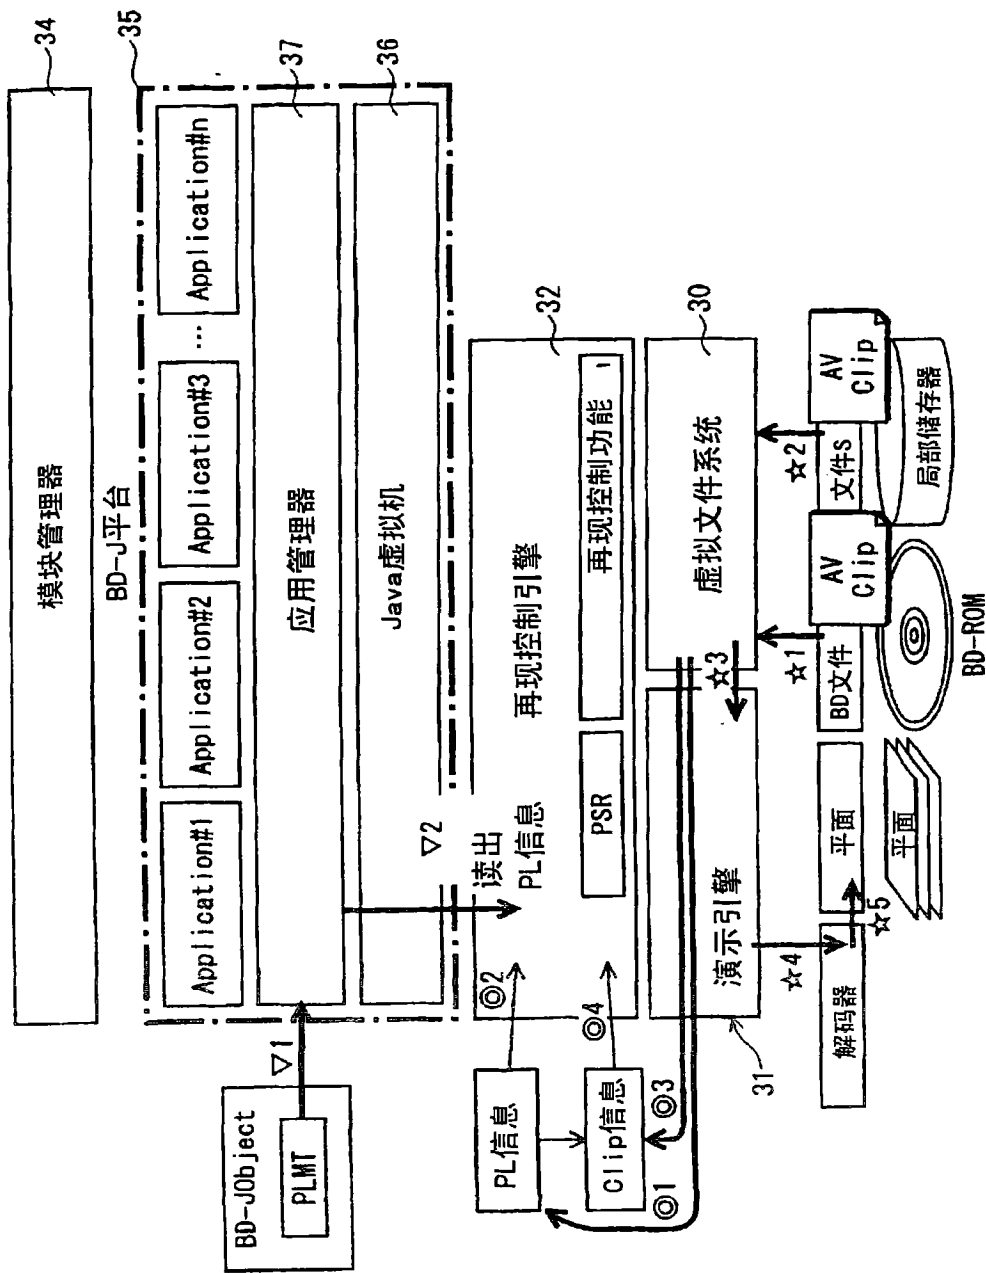 34
模块管理器
35
BD-J平台
Application#1
Application#2
Application#3
...
Application#n
37
应用管理器
36
Java虚拟机
BD-JObject
PLMT
▽1
▽2
读出
PL信息
32
再现控制引擎
PSR
再现控制功能
◎2
◎4
PL信息
Clip信息
◎1
◎3
31
演示引擎
30
虚拟文件系统
☆3
☆4
☆5
☆1
☆2
解码器
平面
平面
BD文件
AV
Clip
文件S
AV
Clip
BD-ROM
局部储存器